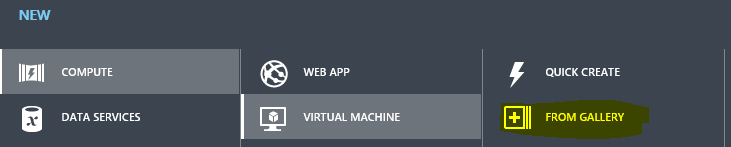 NEW
COMPUTE
WEB APP
QUICK CREATE
DATA SERVICES
VIRTUAL MACHINE
FROM GALLERY